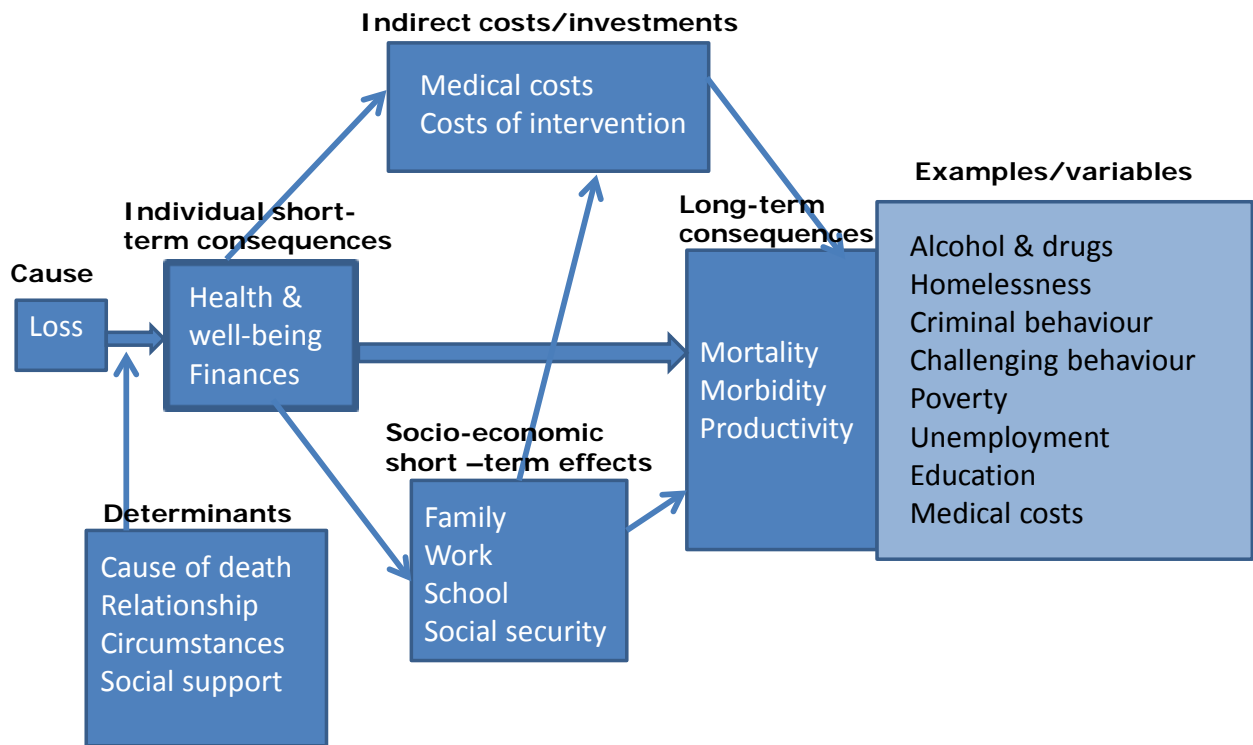 Indirect costs/investments
Medical costs
Costs of intervention
Examples/variables
Alcohol & drugs
Homelessness
Criminal behaviour
Challenging behaviour
Poverty
Unemployment
Education
Medical costs
Individual short-
term consequences
Long-term
consequences
Cause
Loss
Health &
well-being
Finances
Mortality
Morbidity
Productivity
Socio-economic
short –term effects
Family
Work
School
Social security
Determinants
Cause of death
Relationship
Circumstances
Social support